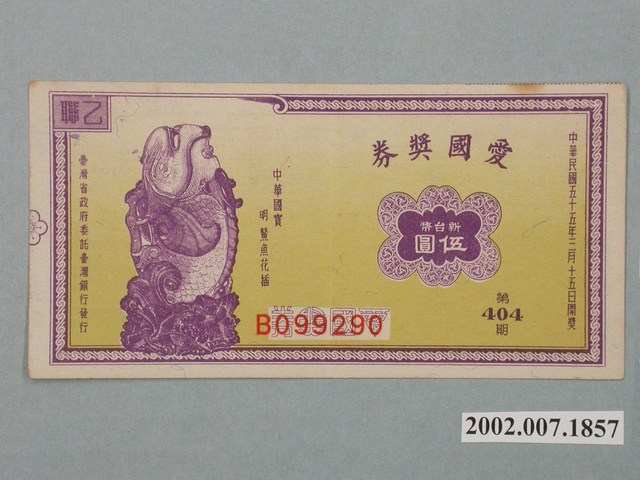 愛國獎券
中華民國五十五年二月十五日開獎
新台幣
伍圓
第
404
期
中華國寶
明 鰲魚花插
聯乙
臺灣省政府委託臺灣銀行發行
B099290
2002.007.1857